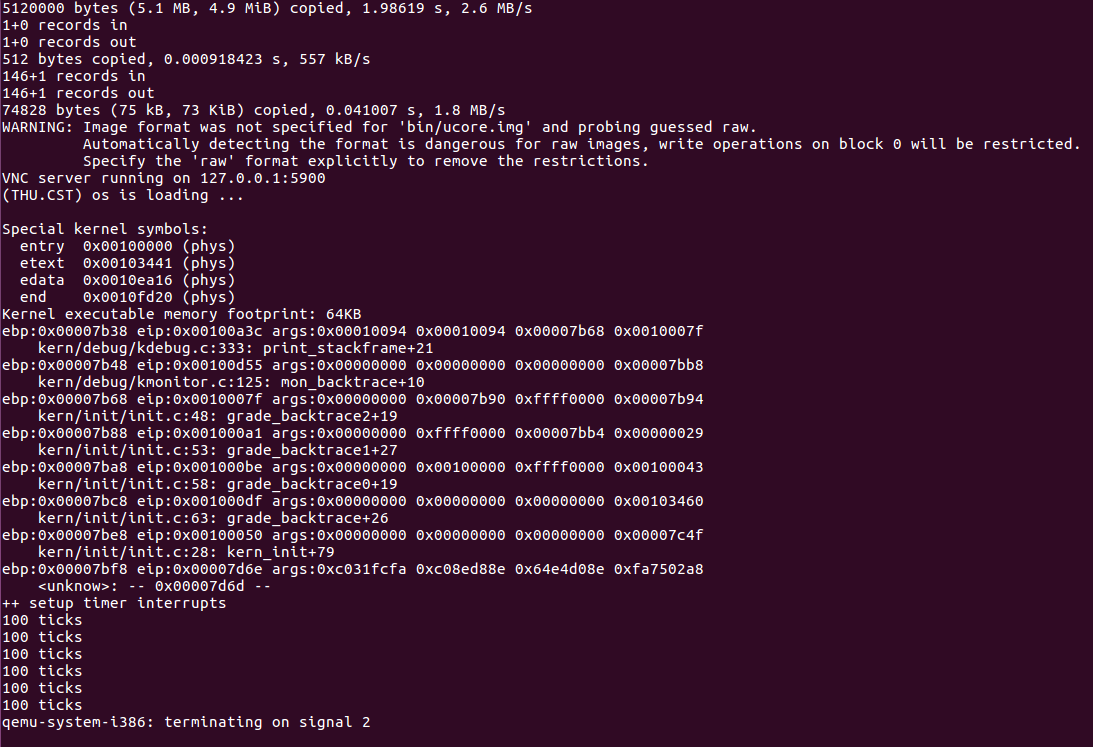 5120000 bytes (5.1 MB, 4.9 MiB) copied, 1.98619 s, 2.6 MB/s
1+0 records in
1+0 records out
512 bytes copied, 0.000918423 s, 557 kB/s
146+1 records in
146+1 records out
74828 bytes (75 kB, 73 KiB) copied, 0.041007 s, 1.8 MB/s
WARNING: Image format was not specified for 'bin/ucore.img' and probing guessed raw.
         Automatically detecting the format is dangerous for raw images, write operations on block 0 will be restricted.
         Specify the 'raw' format explicitly to remove the restrictions.
VNC server running on 127.0.0.1:5900
(THU.CST) os is loading ...

Special kernel symbols:
  entry  0x00100000 (phys)
  etext  0x00103441 (phys)
  edata  0x0010ea16 (phys)
  end    0x0010fd20 (phys)
Kernel executable memory footprint: 64KB
ebp:0x00007b38 eip:0x00100a3c args:0x00010094 0x00010094 0x00007b68 0x0010007f
    kern/debug/kdebug.c:333: print_stackframe+21
ebp:0x00007b48 eip:0x00100d55 args:0x00000000 0x00000000 0x00000000 0x00007bb8
    kern/debug/kmonitor.c:125: mon_backtrace+10
ebp:0x00007b68 eip:0x0010007f args:0x00000000 0x00007b90 0xffff0000 0x00007b94
    kern/init/init.c:48: grade_backtrace2+19
ebp:0x00007b88 eip:0x001000a1 args:0x00000000 0xffff0000 0x00007bb4 0x00000029
    kern/init/init.c:53: grade_backtrace1+27
ebp:0x00007ba8 eip:0x001000be args:0x00000000 0x00100000 0xffff0000 0x00100043
    kern/init/init.c:58: grade_backtrace0+19
ebp:0x00007bc8 eip:0x001000df args:0x00000000 0x00000000 0x00000000 0x00103460
    kern/init/init.c:63: grade_backtrace+26
ebp:0x00007be8 eip:0x00100050 args:0x00000000 0x00000000 0x00000000 0x00007c4f
    kern/init/init.c:28: kern_init+79
ebp:0x00007bf8 eip:0x00007d6e args:0xc031fcfa 0xc08ed88e 0x64e4d08e 0xfa7502a8
    <unknow>: -- 0x00007d6d --
++ setup timer interrupts
100 ticks
100 ticks
100 ticks
100 ticks
100 ticks
100 ticks
qemu-system-i386: terminating on signal 2